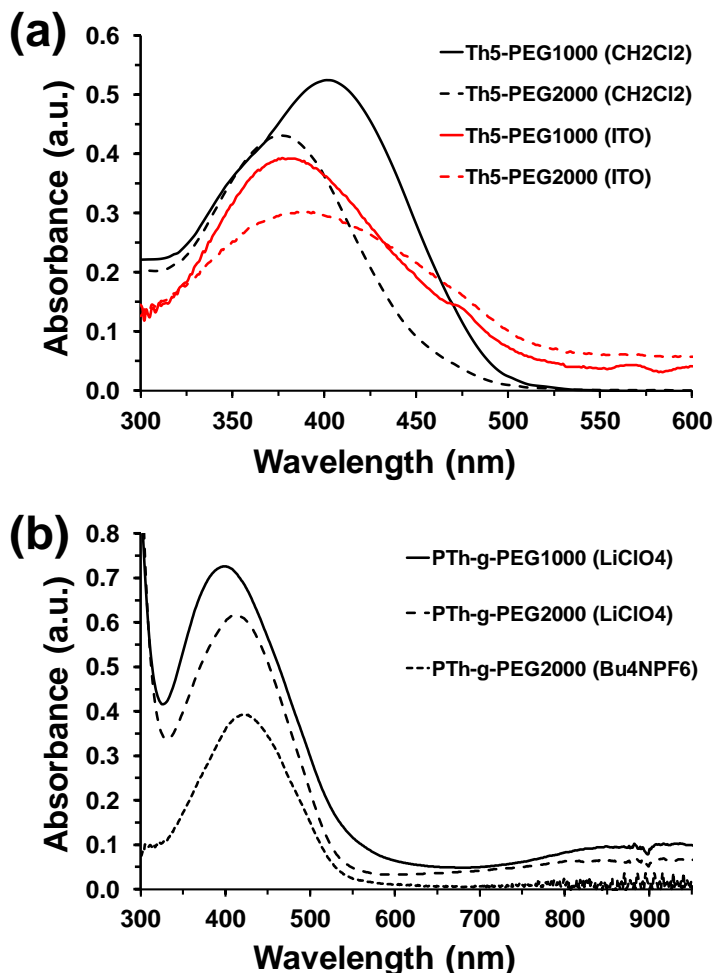 (a)
0.6
0.5
0.4
0.3
0.2
0.1
0.0
Absorbance (a.u.)
Th5-PEG1000 (CH2Cl2)
Th5-PEG2000 (CH2Cl2)
Th5-PEG1000 (ITO)
Th5-PEG2000 (ITO)
300 350 400 450 500 550 600
Wavelength (nm)
(b)
0.8
0.7
0.6
0.5
0.4
0.3
0.2
0.1
0.0
Absorbance (a.u.)
PTh-g-PEG1000 (LiClO4)
PTh-g-PEG2000 (LiClO4)
PTh-g-PEG2000 (Bu4NPF6)
300 400 500 600 700 800 900
Wavelength (nm)